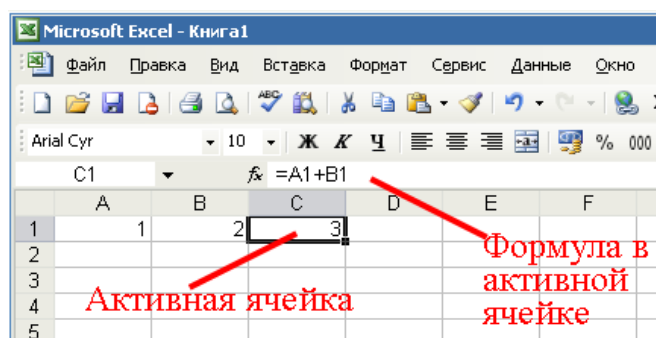 Microsoft Excel - Книга1
Файл Правка Вид Вставка Формат Сервис Данные Окно
Arial Cyr 10 Ж К Ч % 000
C1 fx =A1+B1
A B C D E F
1 1 2 3
2
3
4
5
Активная ячейка
Формула в
активной
ячейке